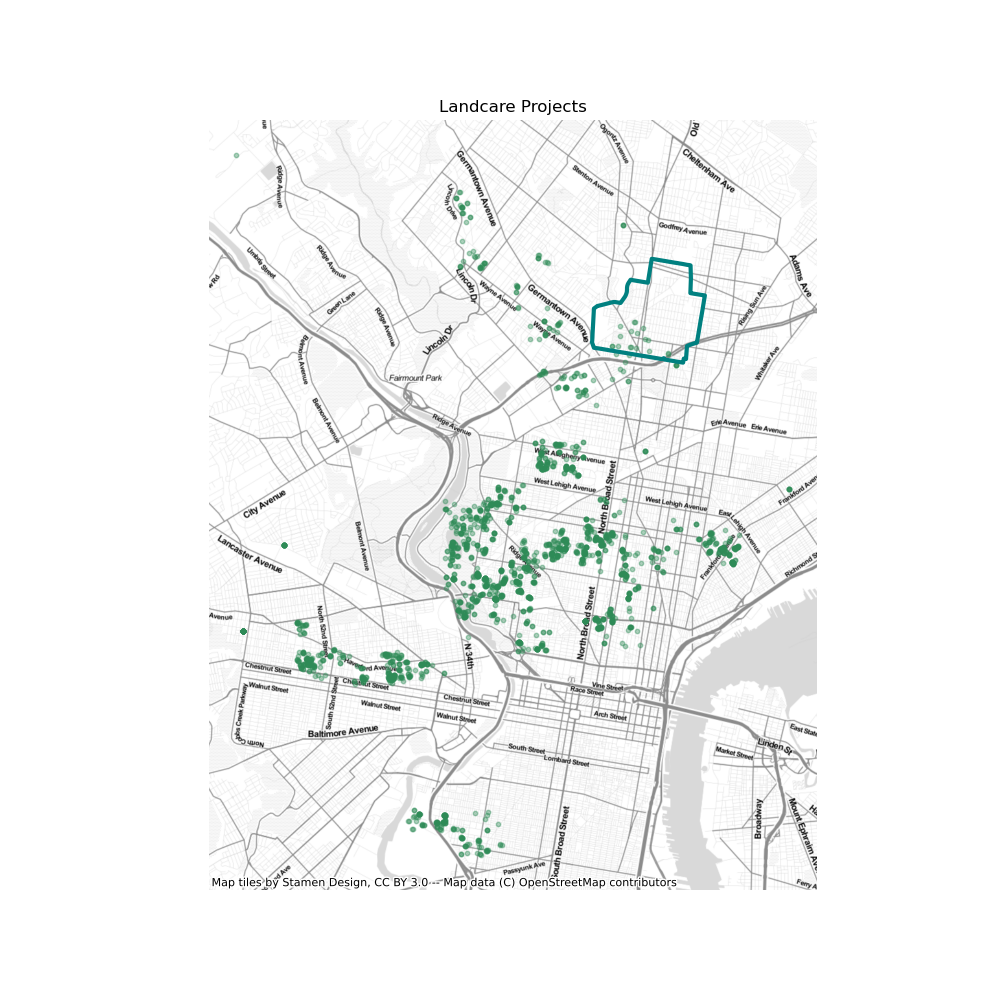 Landcare Projects
Old
Ogontz Avenue
Cheltenham Ave
Germantown Avenue
Stenton Avenue
Ridge Avenue
Lincoln Drive
Godfrey Avenue
Umbria Street
Ridge Avenue
Adams Ave
Lincoln Dr
Wayne Avenue
Germantown Avenue
Rising Sun Ave
Green Lane
Ridge Avenue
Lincoln Dr
Wayne Avenue
Whitaker Ave
Belmont Avenue
Fairmount Park
Belmont Avenue
Ridge Avenue
Erie Avenue
Erie Avenue
West Allegheny Avenue
West Lehigh Avenue
North Broad Street
West Lehigh Avenue
East Lehigh Avenue
Frankford Aven
City Avenue
Belmont Avenue
Lancaster Avenue
Ridge Avenue
Frankford
Richmond S
Avenue
North 52nd Street
North Broad Street
N 34th
Haverford Avenue
Chestnut Street
Chestnut Street
Walnut Street
Vine Street
Race Street
Chestnut Street
Walnut Street
Walnut Street
Arch Street
South 52nd Street
obs Creek Parkway
North Co
Baltimore Avenue
East State
Linden St
Market Street
South Street
Lombard Street
Broadway
Mount Ephraim Av
South Broad Street
Passyunk Ave
Ferry A
Map tiles by Stamen Design, CC BY 3.0 -- Map data (C) OpenStreetMap contributors